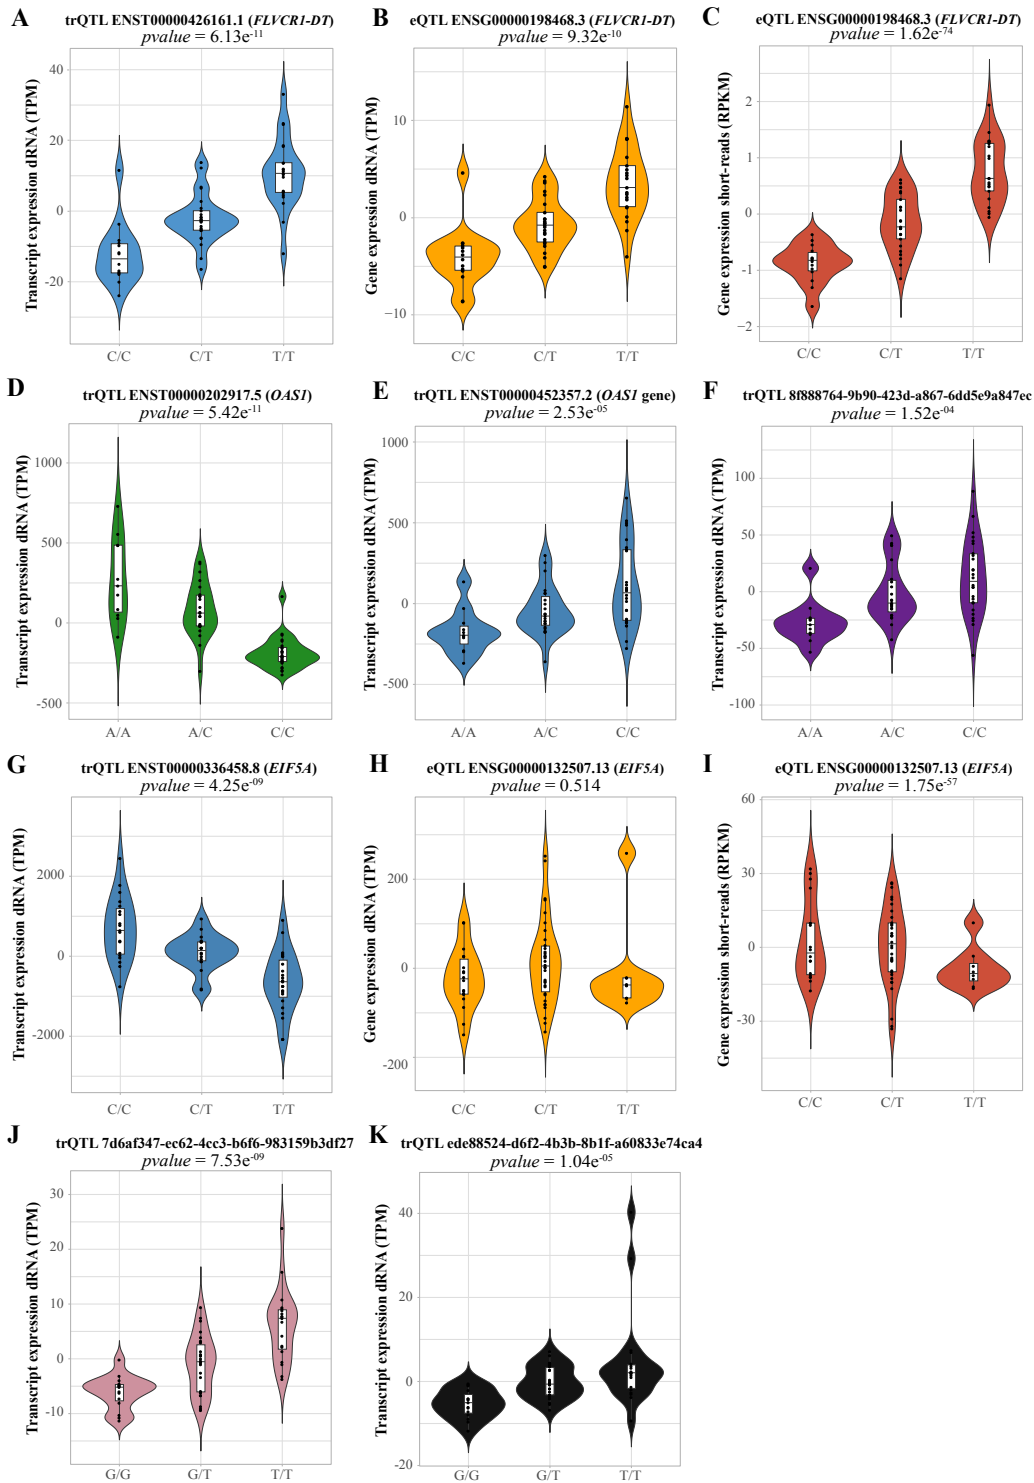 A trQTL ENST00000426161.1 (FLVCR1-DT)
pvalue = 6.13e-11
Transcript expression dRNA (TPM)
40
20
0
-20
C/C C/T T/T
B eQTL ENSG00000198468.3 (FLVCR1-DT)
pvalue = 9.32e-10
Gene expression dRNA (TPM)
10
0
−10
C/C C/T T/T
C eQTL ENSG00000198468.3 (FLVCR1-DT)
pvalue = 1.62e-74
Gene expression short-reads (RPKM)
2
1
0
-1
−2
C/C C/T T/T
D trQTL ENST00000202917.5 (OAS1)
pvalue = 5.42e-11
Transcript expression dRNA (TPM)
1000
500
0
-500
A/A A/C C/C
E trQTL ENST00000452357.2 (OAS1 gene)
pvalue = 2.53e-05
Transcript expression dRNA (TPM)
1000
-500
0
-500
A/A A/C C/C
F trQTL 8f888764-9b90-423d-a867-6dd5e9a847ec
pvalue = 1.52e-04
Transcript expression dRNA (TPM)
100
50
0
-50
-100
A/A A/C C/C
G trQTL ENST00000336458.8 (EIF5A)
pvalue = 4.25e-09
Transcript expression dRNA (TPM)
2000
0
-2000
C/C C/T T/T
H eQTL ENSG00000132507.13 (EIF5A)
pvalue = 0.514
Gene expression dRNA (TPM)
200
0
-200
C/C C/T T/T
I eQTL ENSG00000132507.13 (EIF5A)
pvalue = 1.75e-57
Gene expression short-reads (RPKM)
60
30
0
-30
C/C C/T T/T
J trQTL 7d6af347-ec62-4cc3-b6f6-983159b3df27
pvalue = 7.53e-09
Transcript expression dRNA (TPM)
30
20
10
0
-10
G/G G/T T/T
K trQTL ede88524-d6f2-4b3b-8b1f-a60833e74ca4
pvalue = 1.04e-05
Transcript expression dRNA (TPM)
40
20
0
-20
G/G G/T T/T